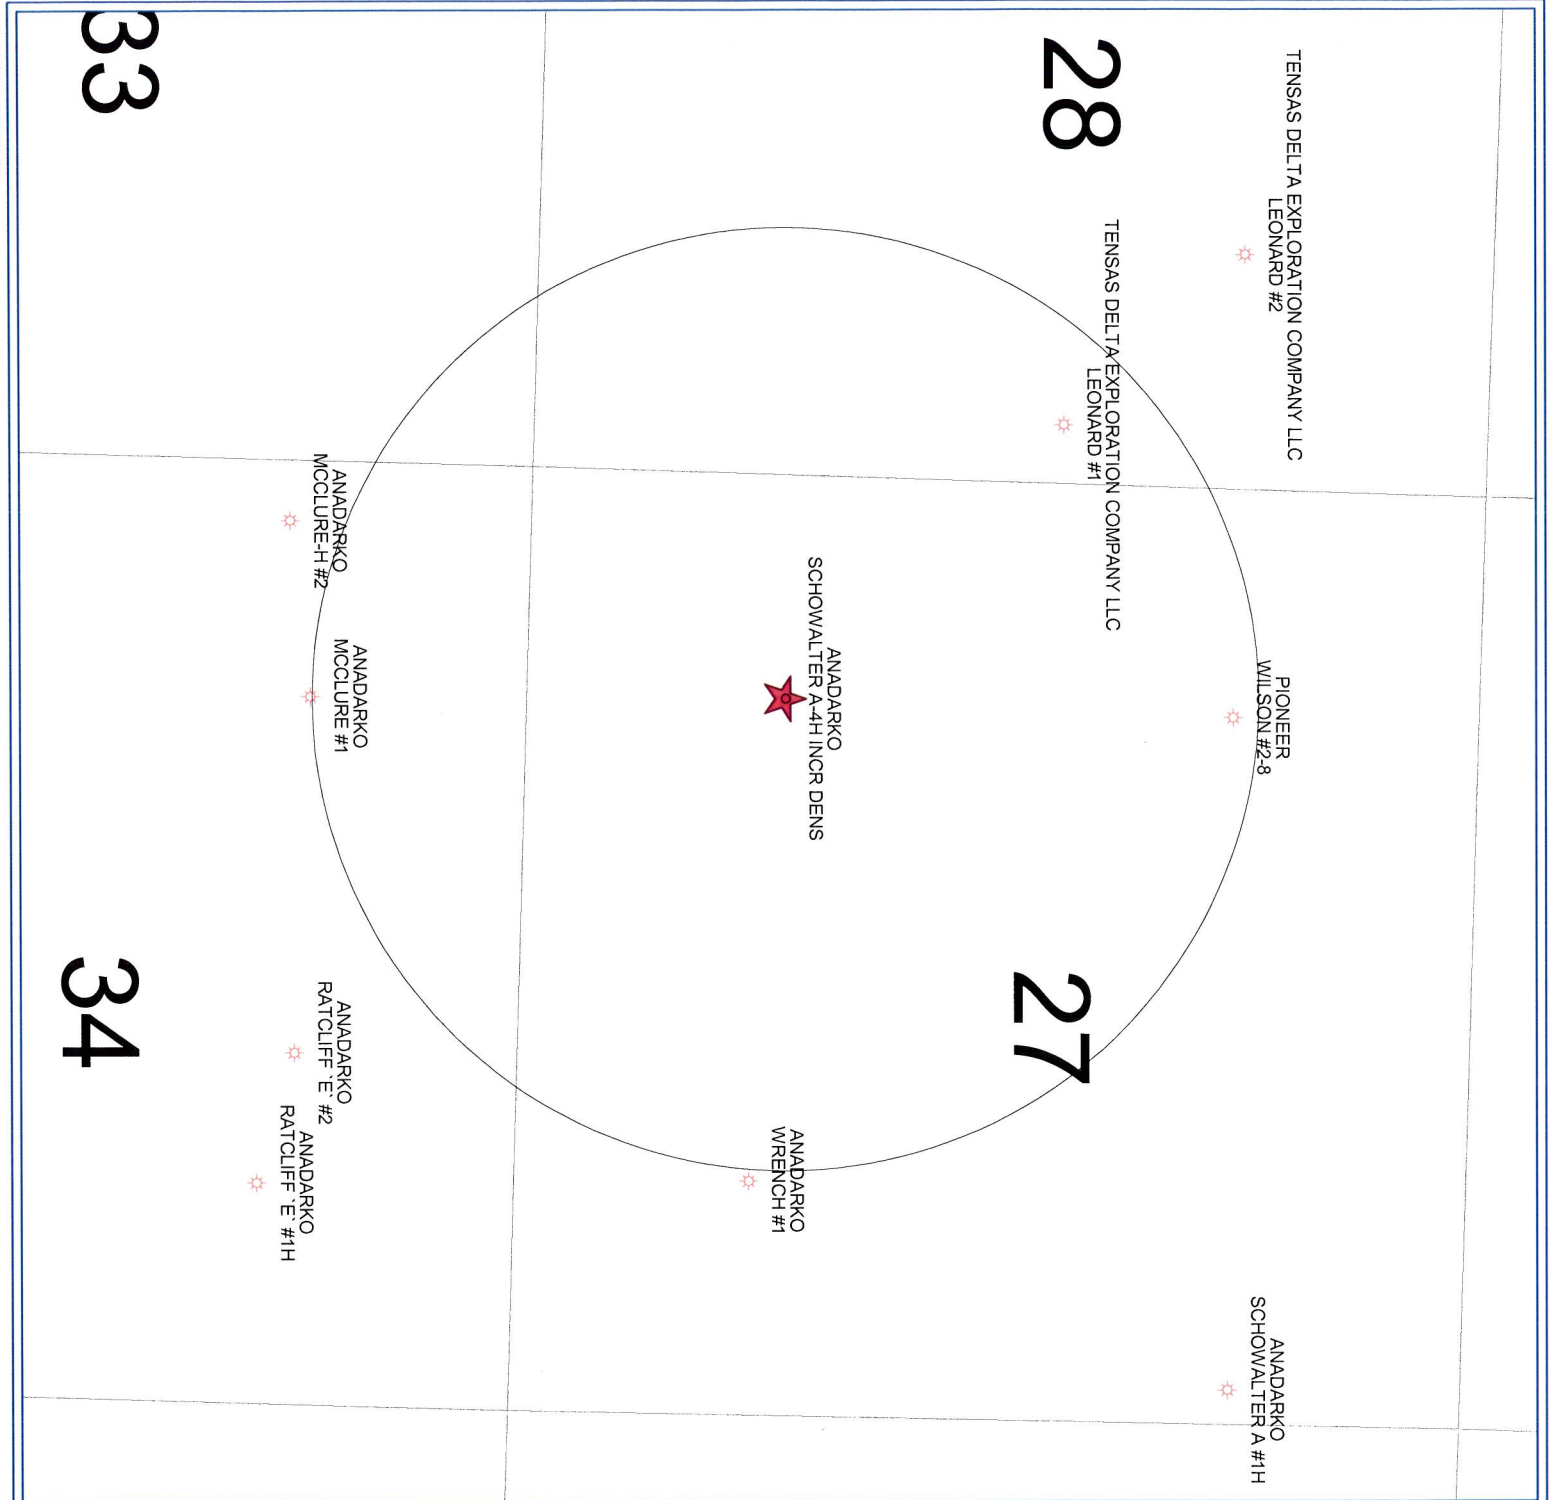 TENSAS DELTA EXPLORATION COMPANY LLC
LEONARD #2
28
TENSAS DELTA EXPLORATION COMPANY LLC
LEONARD #1
PIONEER
WILSON #2-8
ANADARKO
SCHOWALTER A #1H
27
ANADARKO
SCHOWALTER A-4H INCR DENS
ANADARKO
WRENCH #1
33
ANADARKO
MCCLURE-H #2
ANADARKO
MCCLURE #1
ANADARKO
RATCLIFF `E` #2
ANADARKO
RATCLIFF `E` #1H
34